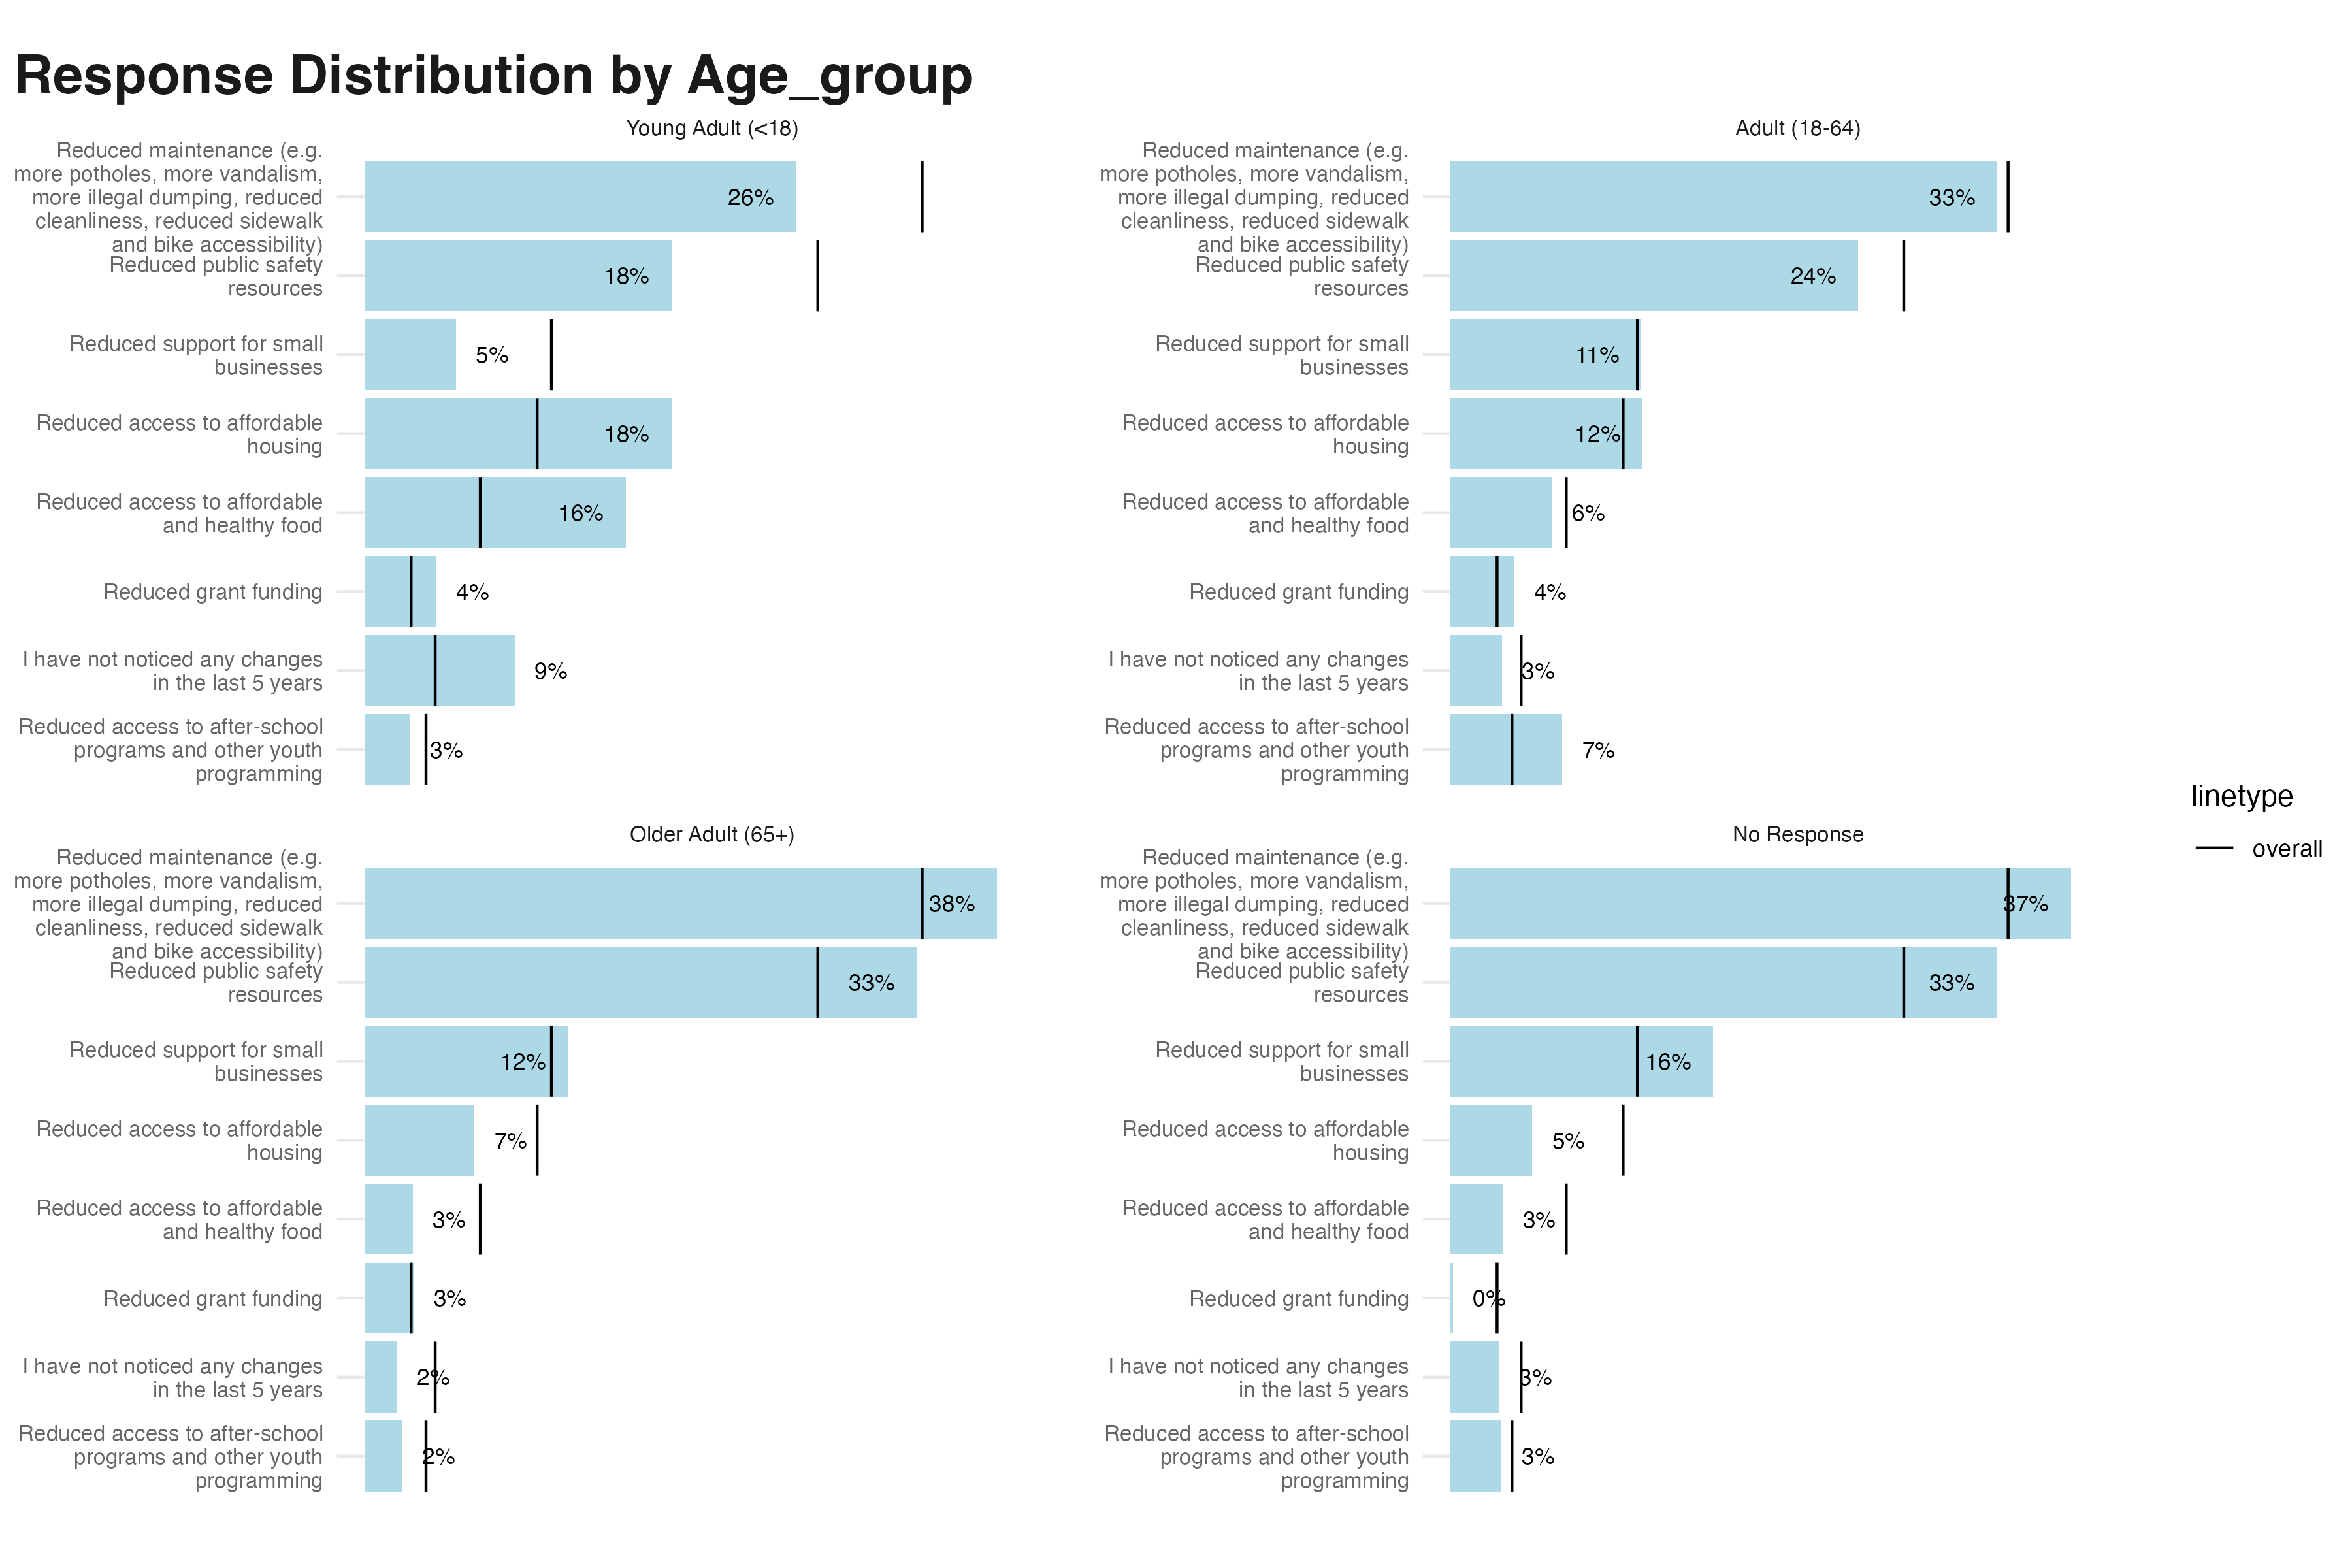 Response Distribution by Age_group
Young Adult (<18)
Reduced maintenance (e.g.
more potholes, more vandalism,
more illegal dumping, reduced
cleanliness, reduced sidewalk
and bike accessibility)
26%
Reduced public safety
resources
18%
Reduced support for small
businesses
5%
Reduced access to affordable
housing
18%
Reduced access to affordable
and healthy food
16%
Reduced grant funding
4%
I have not noticed any changes
in the last 5 years
9%
Reduced access to after-school
programs and other youth
programming
3%
Adult (18-64)
Reduced maintenance (e.g.
more potholes, more vandalism,
more illegal dumping, reduced
cleanliness, reduced sidewalk
and bike accessibility)
33%
Reduced public safety
resources
24%
Reduced support for small
businesses
11%
Reduced access to affordable
housing
12%
Reduced access to affordable
and healthy food
6%
Reduced grant funding
4%
I have not noticed any changes
in the last 5 years
3%
Reduced access to after-school
programs and other youth
programming
7%
Older Adult (65+)
Reduced maintenance (e.g.
more potholes, more vandalism,
more illegal dumping, reduced
cleanliness, reduced sidewalk
and bike accessibility)
38%
Reduced public safety
resources
33%
Reduced support for small
businesses
12%
Reduced access to affordable
housing
7%
Reduced access to affordable
and healthy food
3%
Reduced grant funding
3%
I have not noticed any changes
in the last 5 years
2%
Reduced access to after-school
programs and other youth
programming
2%
No Response
Reduced maintenance (e.g.
more potholes, more vandalism,
more illegal dumping, reduced
cleanliness, reduced sidewalk
and bike accessibility)
37%
Reduced public safety
resources
33%
Reduced support for small
businesses
16%
Reduced access to affordable
housing
5%
Reduced access to affordable
and healthy food
3%
Reduced grant funding
0%
I have not noticed any changes
in the last 5 years
3%
Reduced access to after-school
programs and other youth
programming
3%
linetype
overall